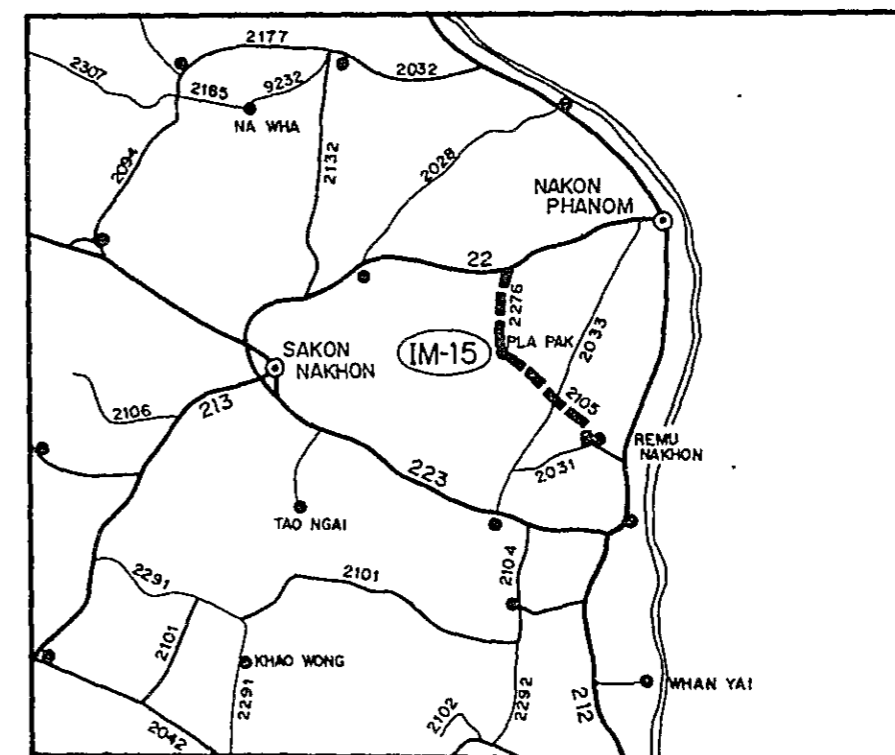 2177
2307
2185
9232
2032
NA WHA
2094
2132
2028
NAKON
PHANOM
22
2276
2033
SAKON
NAKHON
IM-15
PLA PAK
2105
2106
213
REMU
NAKHON
2031
223
TAO NGAI
2104
2291
2101
2101
KHAO WONG
2291
WHAN YAI
2102
2292
212
2042